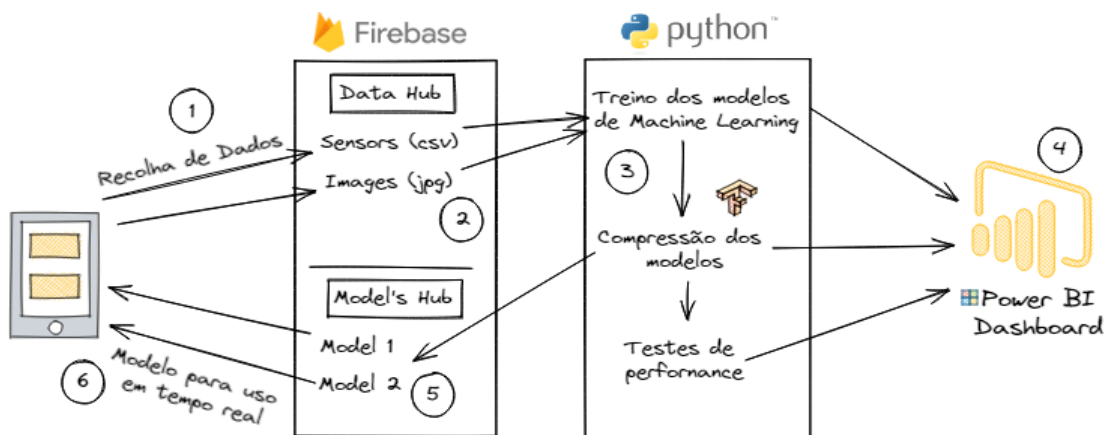 Firebase
python™
1
Recolha de Dados
Data Hub
Sensors (csv)
Images (jpg)
2
Treino dos modelos
de Machine Learning
3
Compressão dos
modelos
Testes de
perfornance
4
Power BI
Dashboard
Model's Hub
Model 1
Model 2
5
6
Modelo para uso
em tempo real